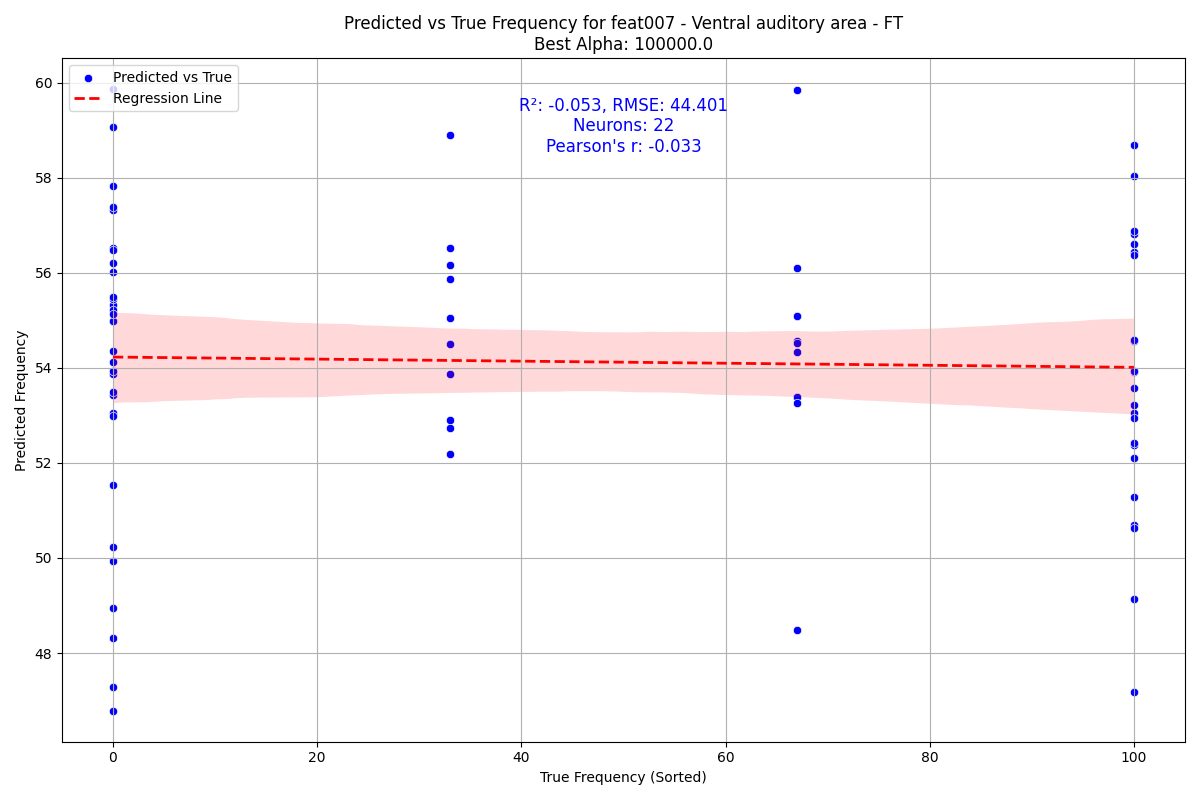 Predicted vs True Frequency for feat007 - Ventral auditory area - FT
Best Alpha: 100000.0
Predicted vs True
Regression Line
R²: -0.053, RMSE: 44.401
Neurons: 22
Pearson's r: -0.033
60
58
56
54
52
50
48
Predicted Frequency
0
20
40
60
80
100
True Frequency (Sorted)